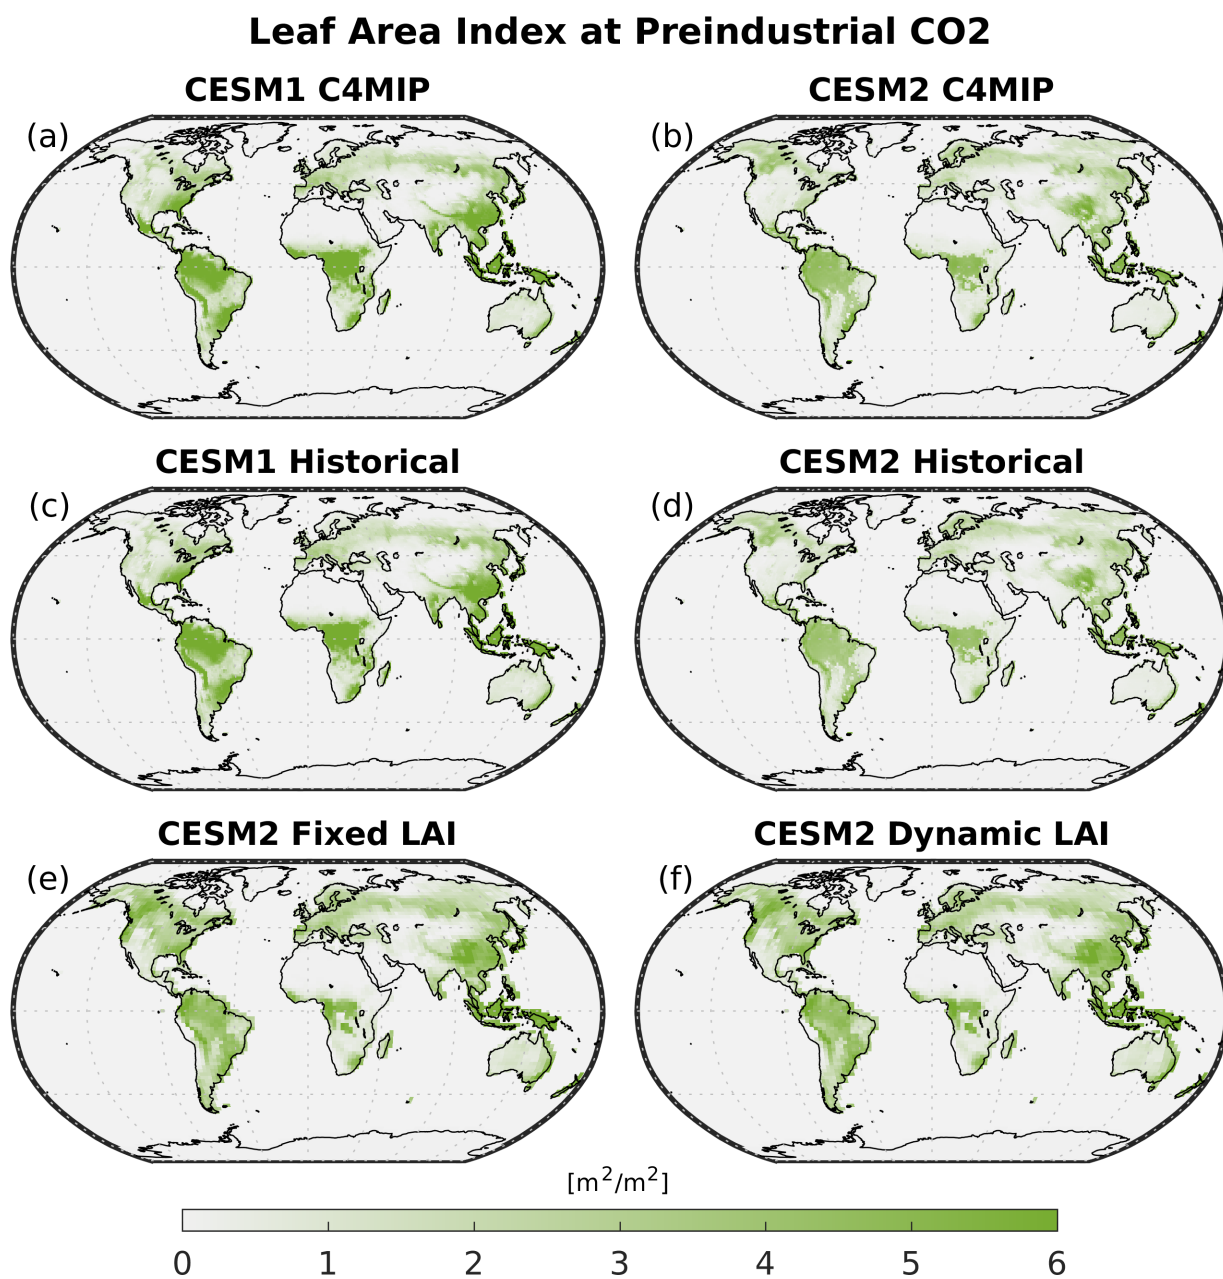 Leaf Area Index at Preindustrial CO2
CESM1 C4MIP
CESM2 C4MIP
(a)
(b)
CESM1 Historical
CESM2 Historical
(c)
(d)
CESM2 Fixed LAI
CESM2 Dynamic LAI
(e)
(f)
[m²/m²]
0 1 2 3 4 5 6